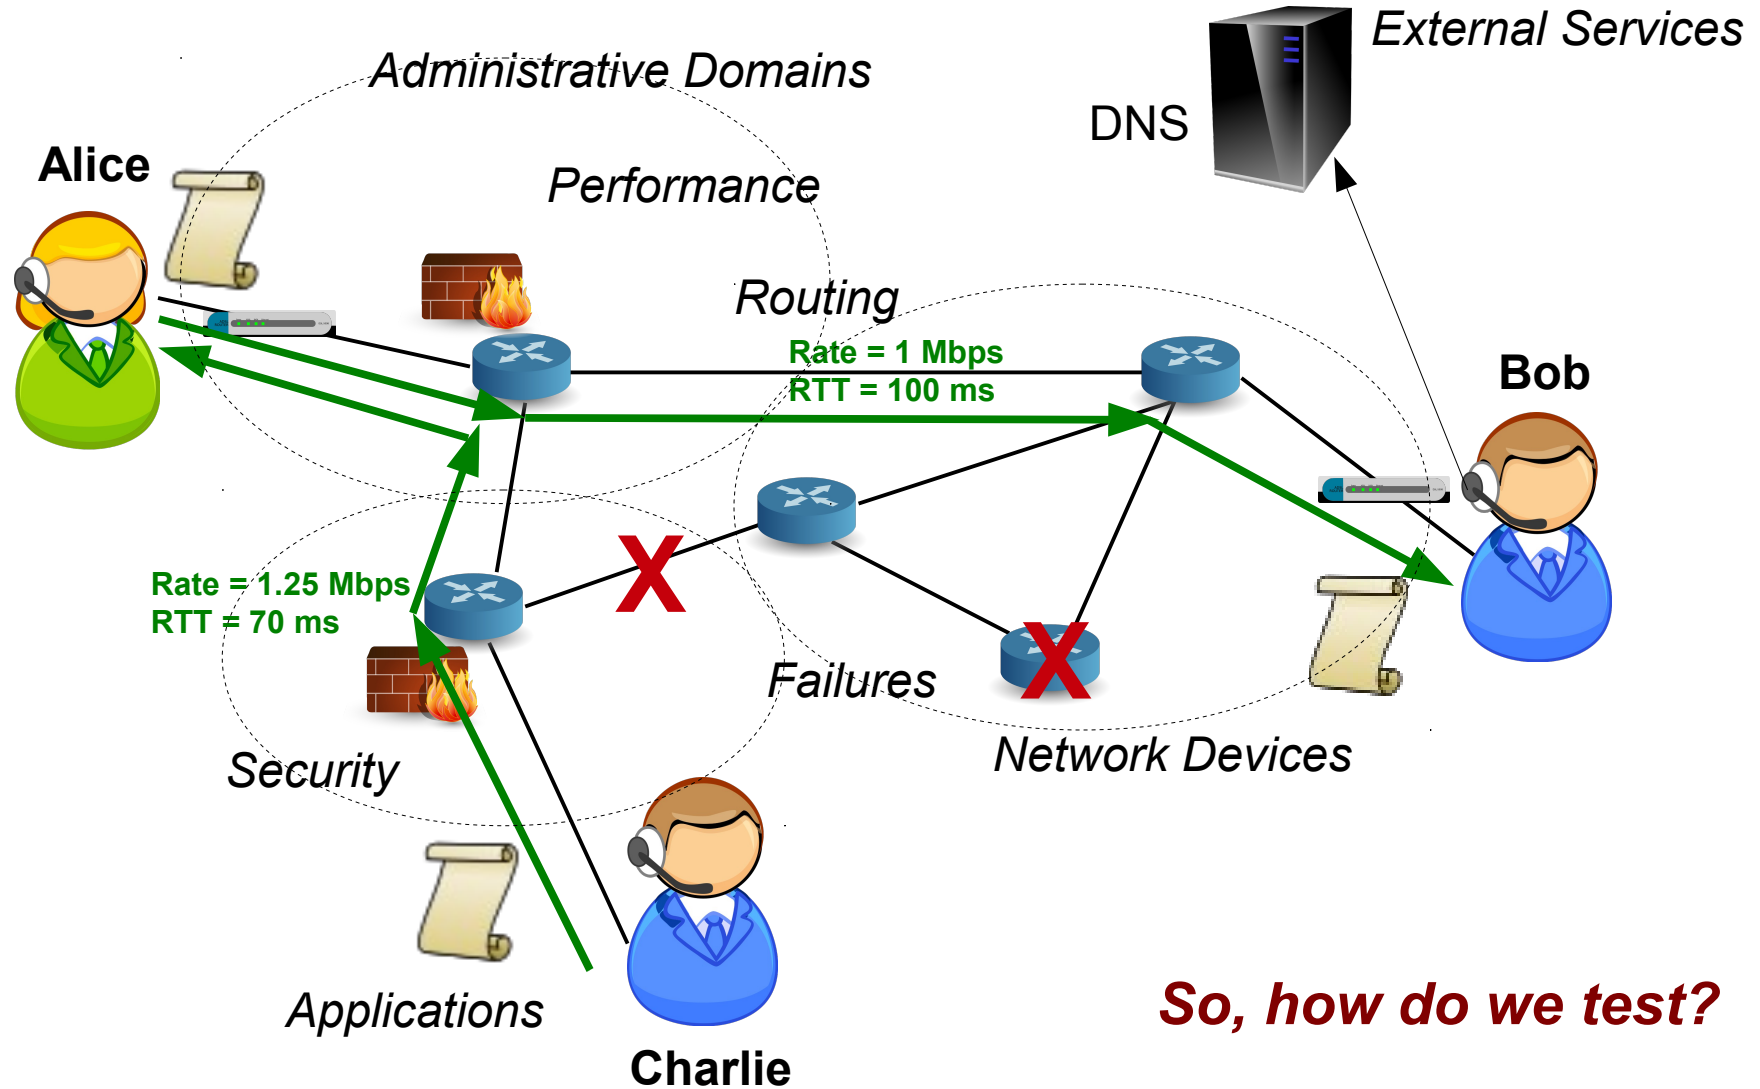 External Services
Administrative Domains
DNS
Alice
Performance
Routing
Rate = 1 Mbps
RTT = 100 ms
Bob
Rate = 1.25 Mbps
RTT = 70 ms
X
X
Failures
Network Devices
Security
Applications
So, how do we test?
Charlie